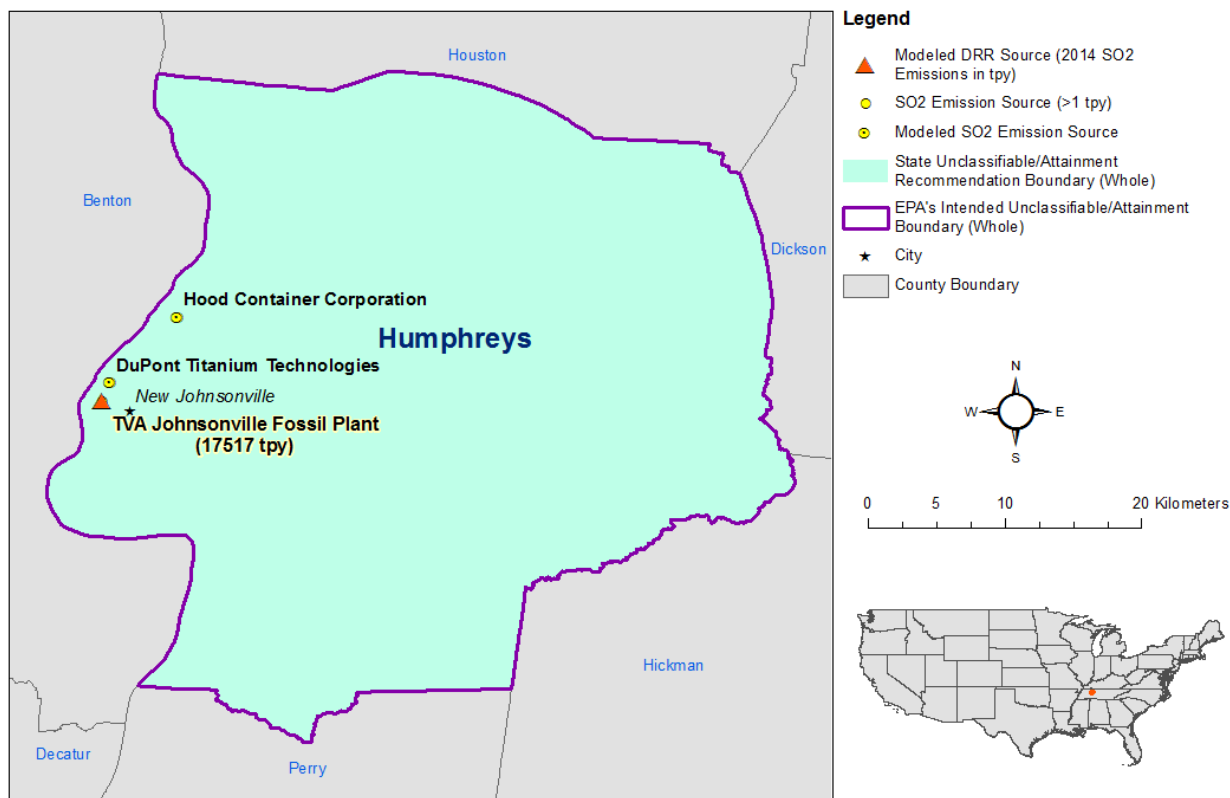 Houston
Benton
Dickson
Hood Container Corporation
Humphreys
DuPont Titanium Technologies
New Johnsonville
TVA Johnsonville Fossil Plant
(17517 tpy)
Hickman
Decatur
Perry
Legend
Modeled DRR Source (2014 SO2
Emissions in tpy)
SO2 Emission Source (>1 tpy)
Modeled SO2 Emission Source
State Unclassifiable/Attainment
Recommendation Boundary (Whole)
EPA's Intended Unclassifiable/Attainment
Boundary (Whole)
City
County Boundary
N
W E
S
0 5 10 20 Kilometers